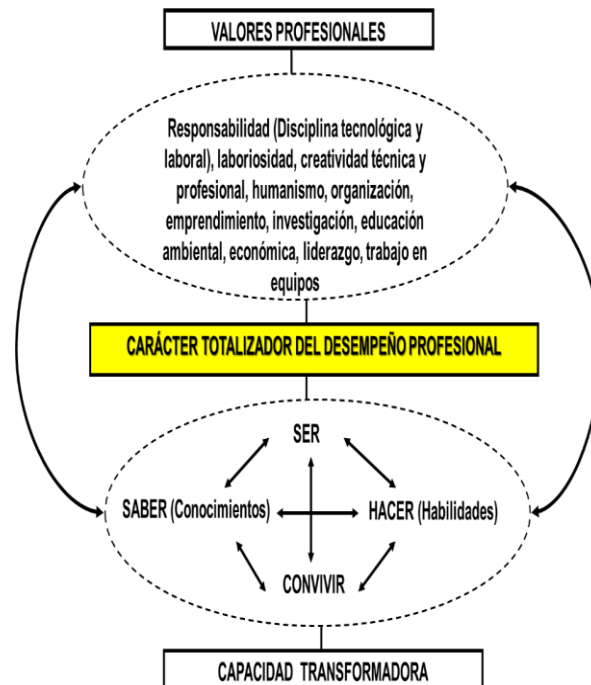 VALORES PROFESIONALES
Responsabilidad (Disciplina tecnológica y
laboral), laboriosidad, creatividad técnica y
profesional, humanismo, organización,
emprendimiento, investigación, educación
ambiental, económica, liderazgo, trabajo en
equipos
CARÁCTER TOTALIZADOR DEL DESEMPEÑO PROFESIONAL
SER
SABER (Conocimientos)
HACER (Habilidades)
CONVIVIR
CAPACIDAD TRANSFORMADORA